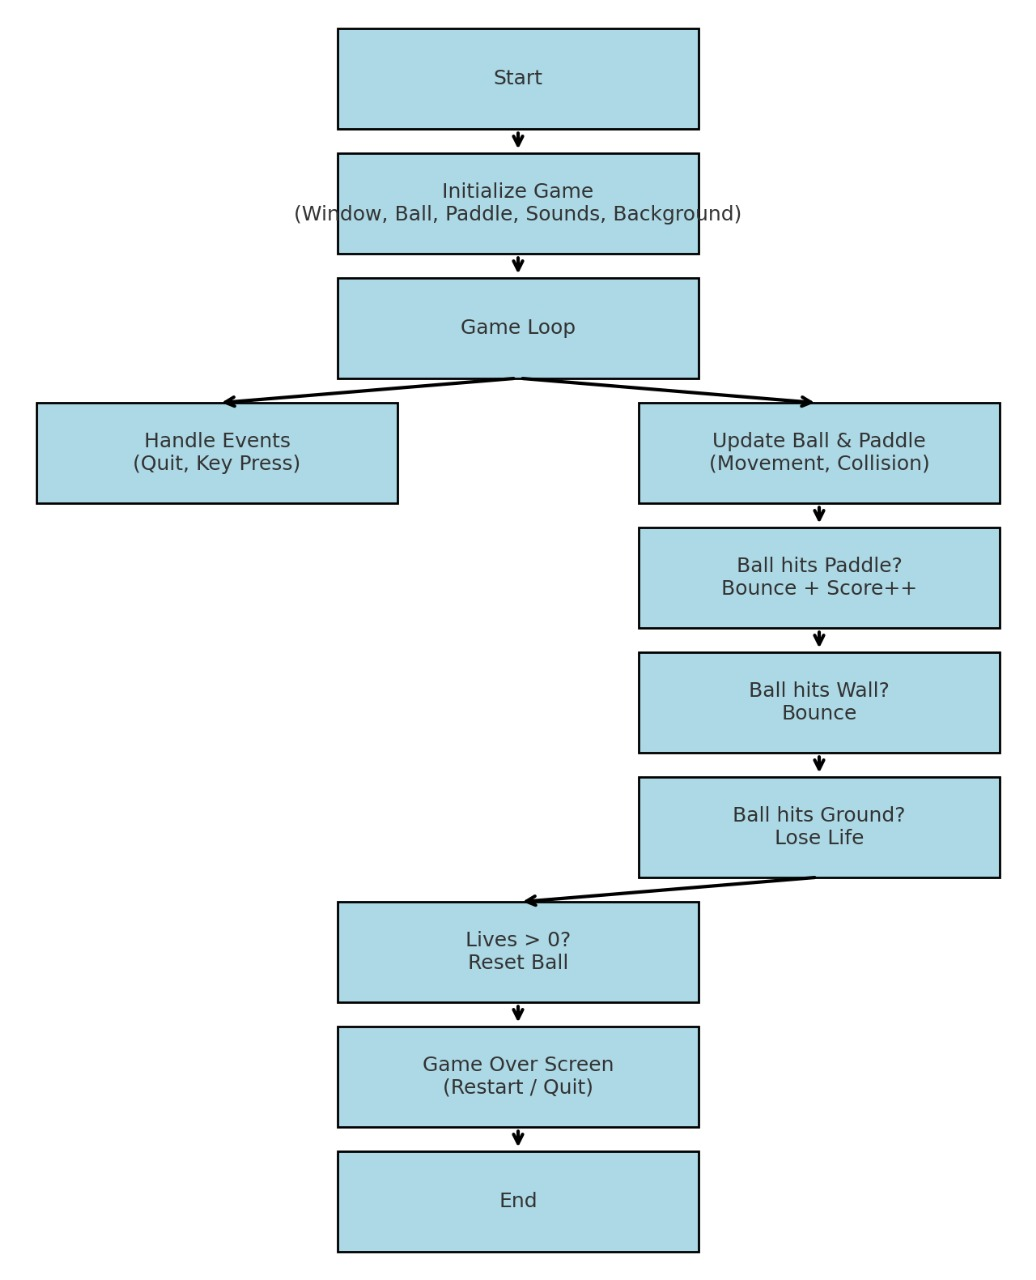 Start
Initialize Game
(Window, Ball, Paddle, Sounds, Background)
Game Loop
Handle Events
(Quit, Key Press)
Update Ball & Paddle
(Movement, Collision)
Ball hits Paddle?
Bounce + Score++
Ball hits Wall?
Bounce
Ball hits Ground?
Lose Life
Lives > 0?
Reset Ball
Game Over Screen
(Restart / Quit)
End